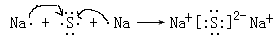 Na· + ·S̤̈· + ·Na ⟶ Na⁺[:S̤̈:]²⁻Na⁺